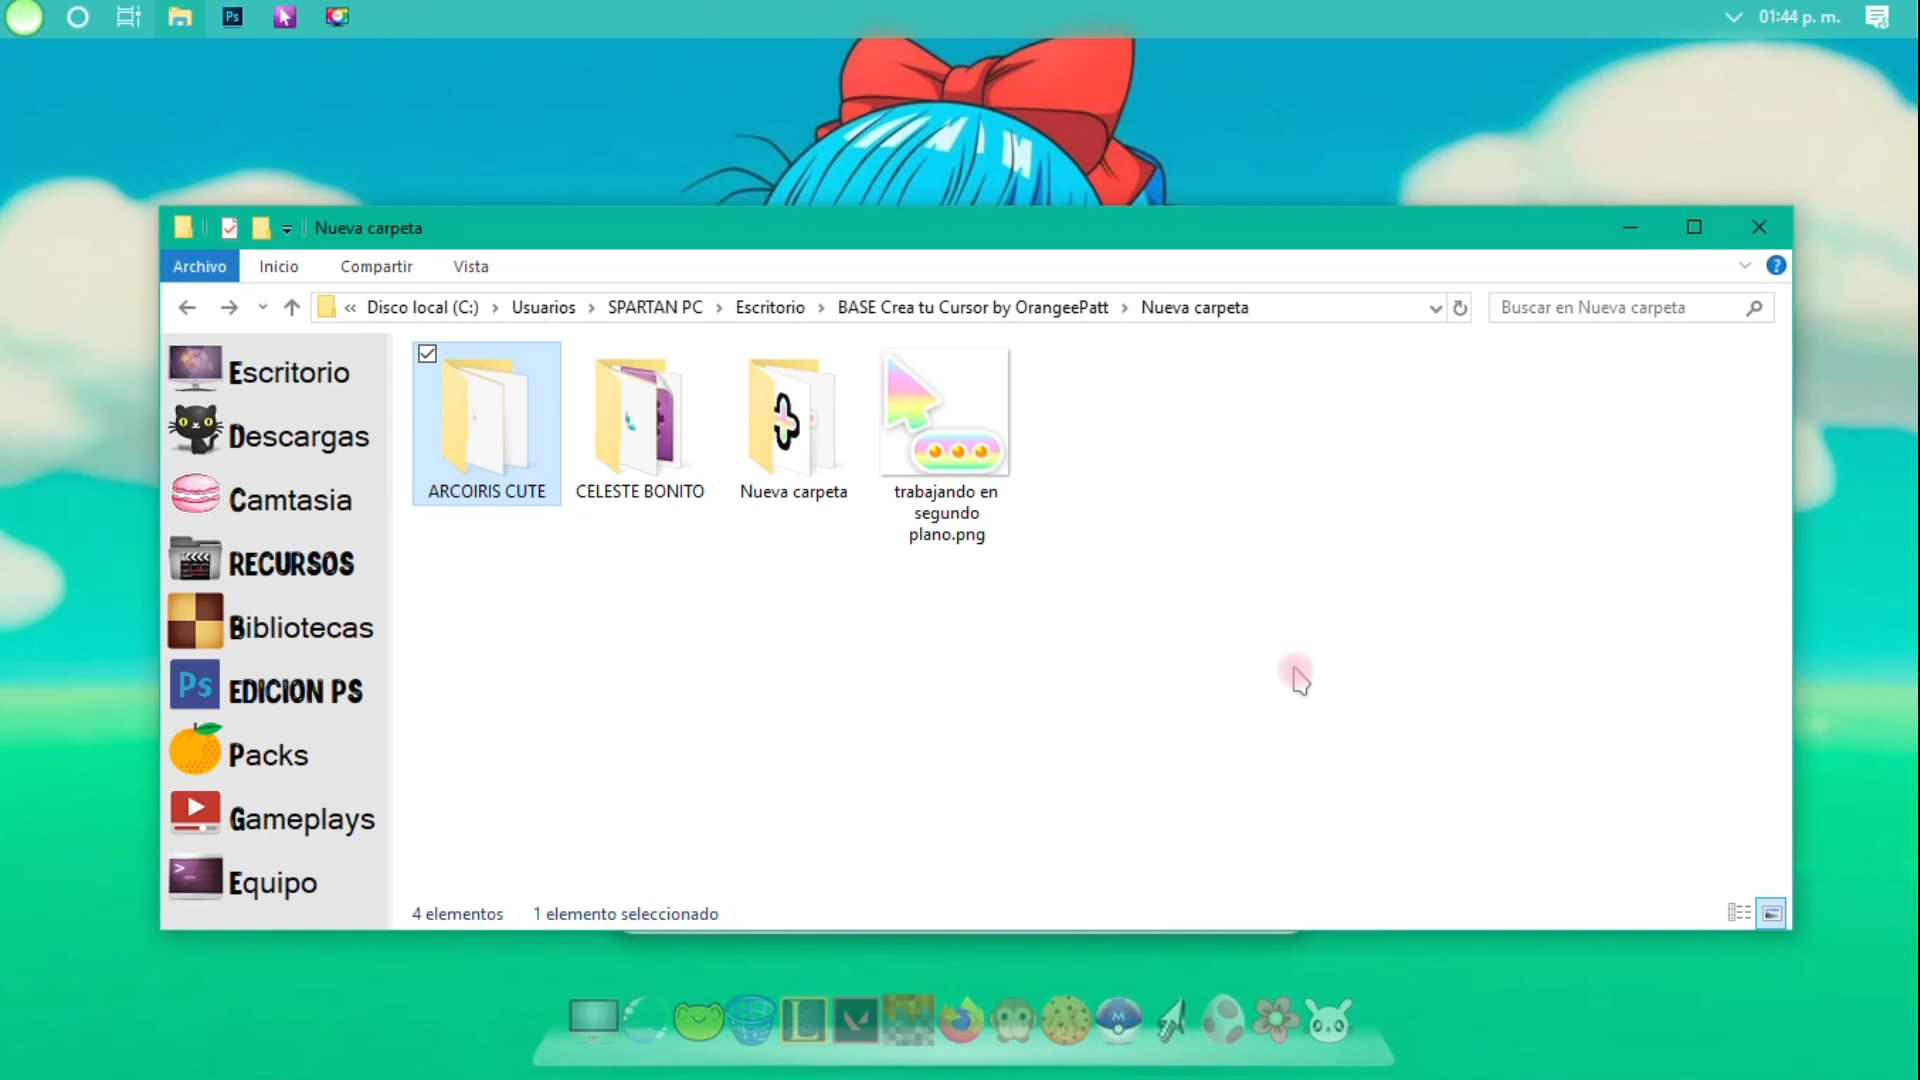 Ps
01:44 p. m.
Nueva carpeta
Archivo Inicio Compartir Vista
« Disco local (C:) › Usuarios › SPARTAN PC › Escritorio › BASE Crea tu Cursor by OrangeePatt › Nueva carpeta
Buscar en Nueva carpeta
Escritorio
Descargas
Camtasia
RECURSOS
Bibliotecas
Ps EDICION PS
Packs
Gameplays
Equipo
ARCOIRIS CUTE
CELESTE BONITO
Nueva carpeta
trabajando en
segundo
plano.png
4 elementos 1 elemento seleccionado
L
M